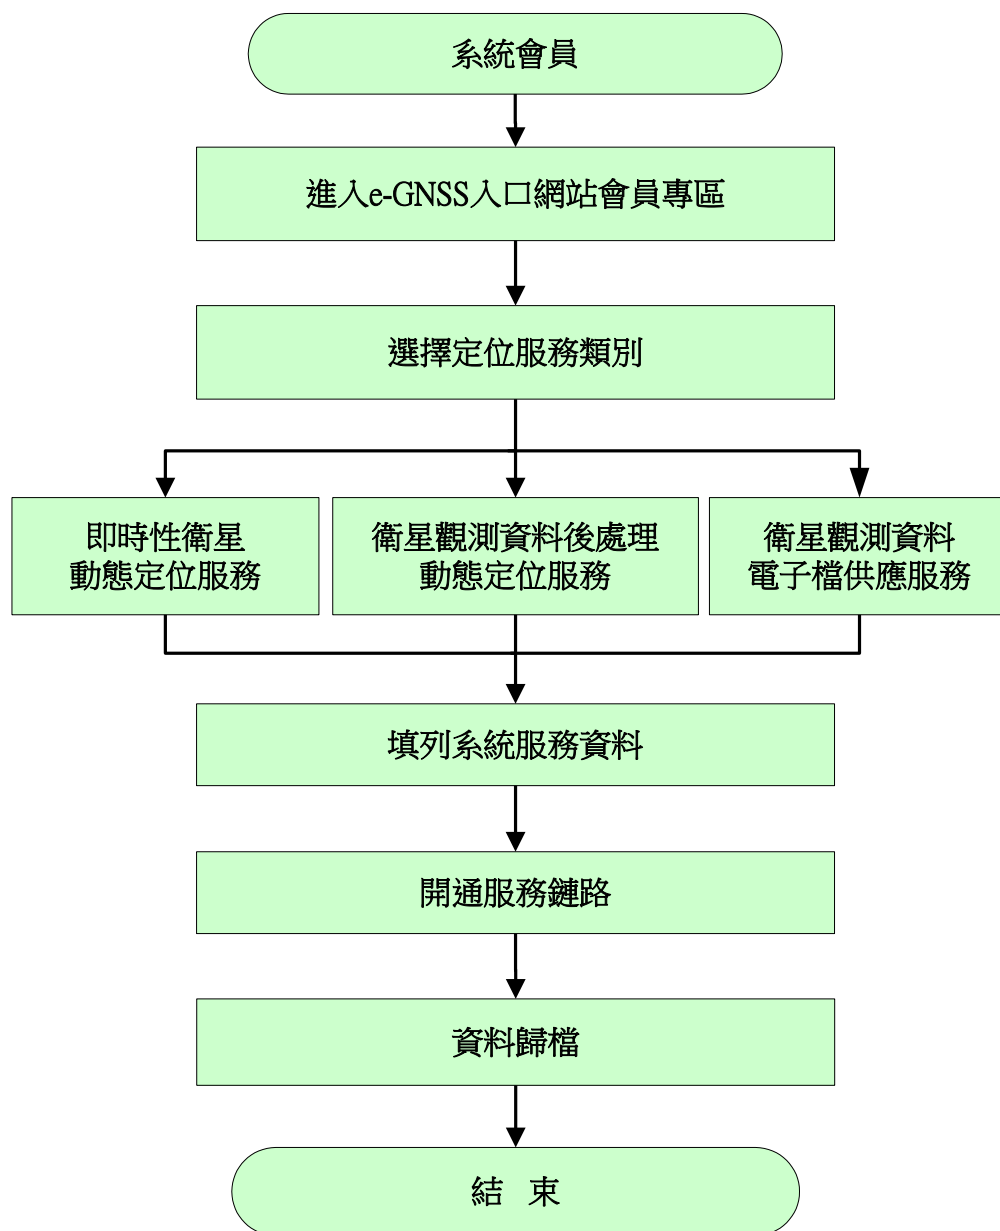 系統會員
進入e-GNSS入口網站會員專區
選擇定位服務類別
即時性衛星
動態定位服務
衛星觀測資料後處理
動態定位服務
衛星觀測資料
電子檔供應服務
填列系統服務資料
開通服務鏈路
資料歸檔
結 束